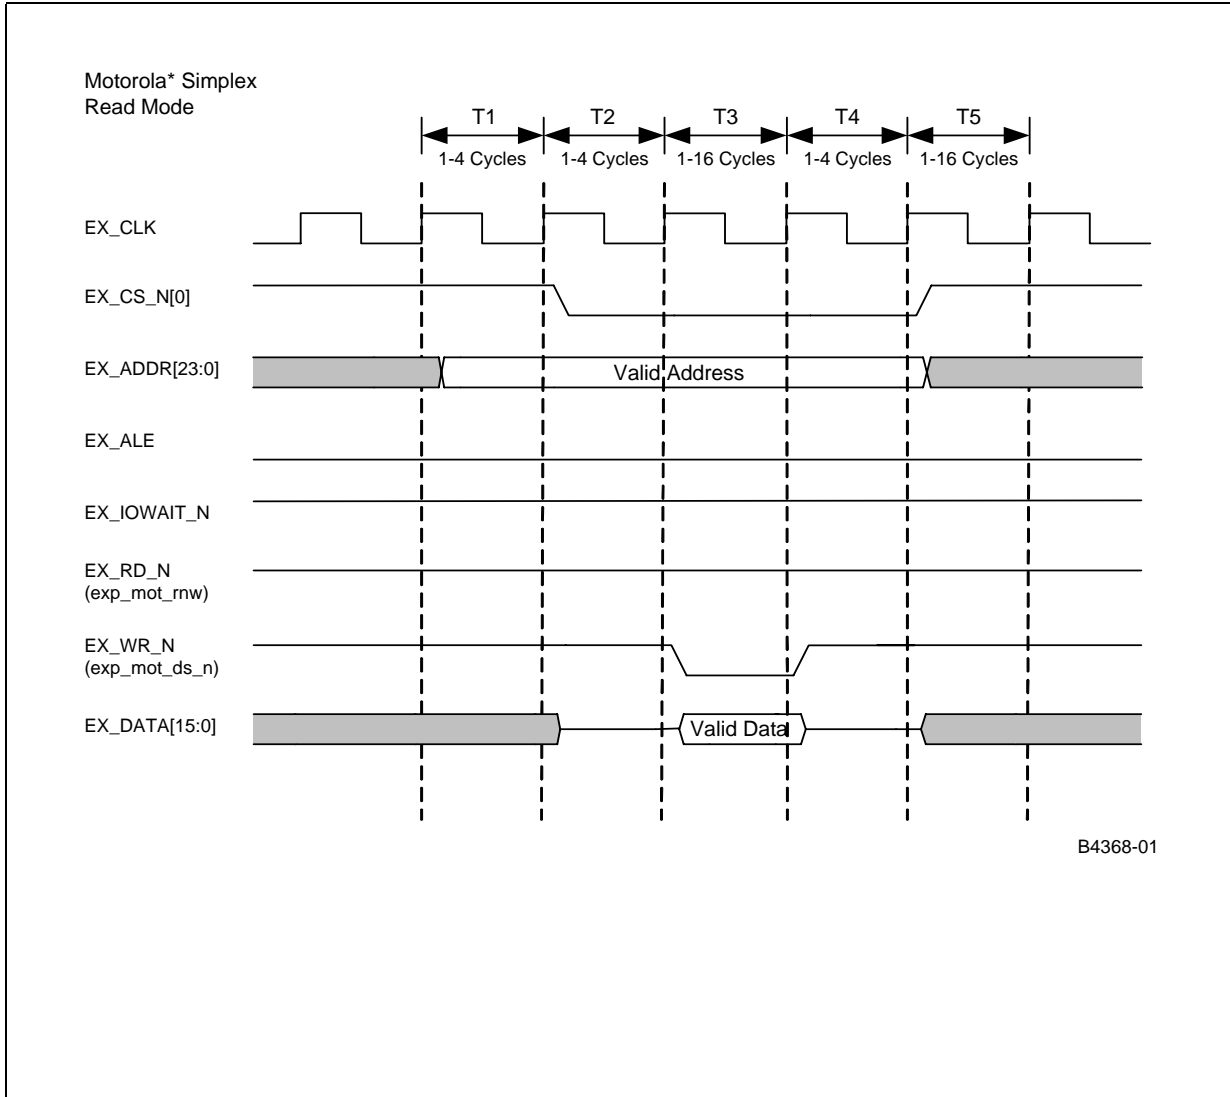 Motorola* Simplex
Read Mode
T1 T2 T3 T4 T5
1-4 Cycles 1-4 Cycles 1-16 Cycles 1-4 Cycles 1-16 Cycles
EX_CLK
EX_CS_N[0]
EX_ADDR[23:0] Valid Address
EX_ALE
EX_IOWAIT_N
EX_RD_N
(exp_mot_rnw)
EX_WR_N
(exp_mot_ds_n)
EX_DATA[15:0] Valid Data
B4368-01